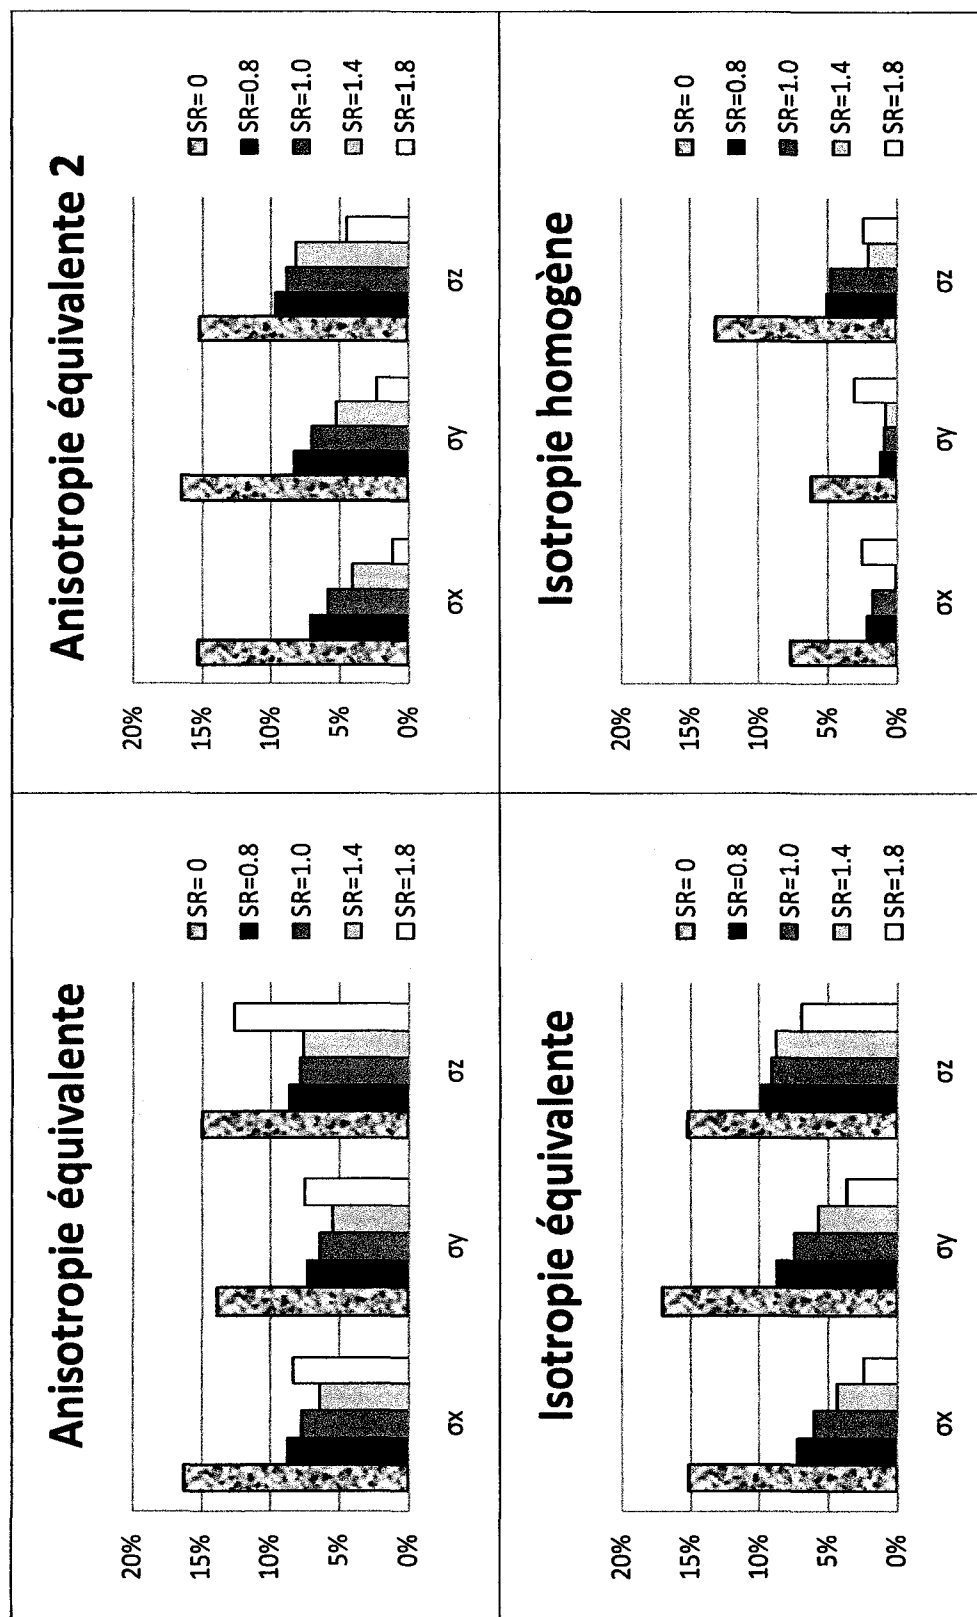 Anisotropie équivalente
20%
15%
10%
5%
0%
σx
σy
σz
SR= 0
SR=0.8
SR=1.0
SR=1.4
SR=1.8
Anisotropie équivalente 2
20%
15%
10%
5%
0%
σx
σy
σz
SR= 0
SR=0.8
SR=1.0
SR=1.4
SR=1.8
Isotropie équivalente
20%
15%
10%
5%
0%
σx
σy
σz
SR= 0
SR=0.8
SR=1.0
SR=1.4
SR=1.8
Isotropie homogène
20%
15%
10%
5%
0%
σx
σy
σz
SR= 0
SR=0.8
SR=1.0
SR=1.4
SR=1.8